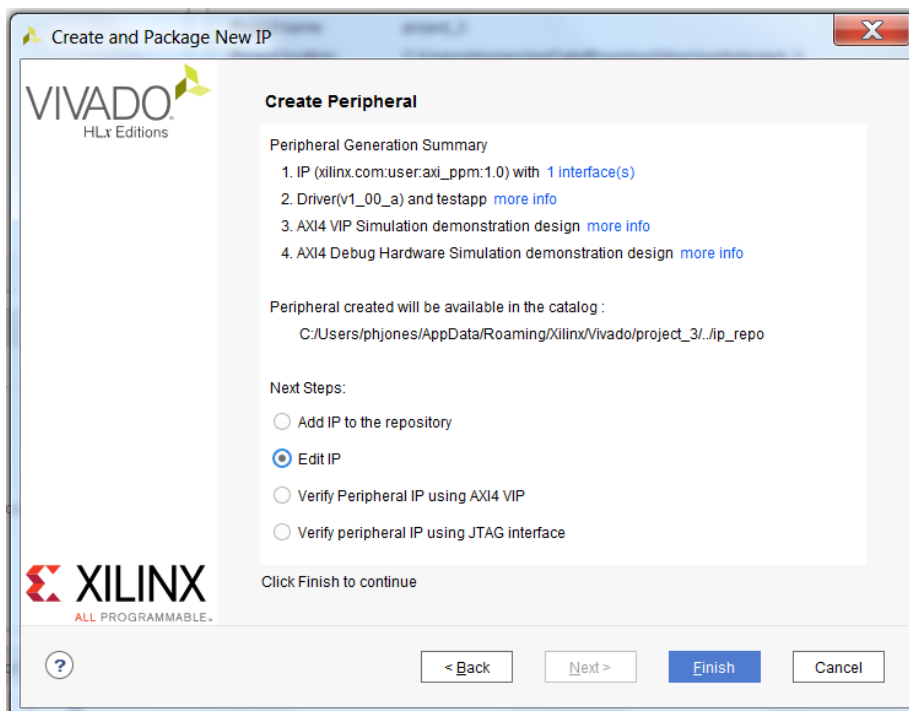 Create and Package New IP
VIVADO
HLx Editions
Create Peripheral
Peripheral Generation Summary
1. IP (xilinx.com:user:axi_ppm:1.0) with 1 interface(s)
2. Driver(v1_00_a) and testapp more info
3. AXI4 VIP Simulation demonstration design more info
4. AXI4 Debug Hardware Simulation demonstration design more info
Peripheral created will be available in the catalog :
C:/Users/phjones/AppData/Roaming/Xilinx/Vivado/project_3/../ip_repo
Next Steps:
Add IP to the repository
Edit IP
Verify Peripheral IP using AXI4 VIP
Verify peripheral IP using JTAG interface
Click Finish to continue
XILINX
ALL PROGRAMMABLE™
?
< Back Next > Finish Cancel